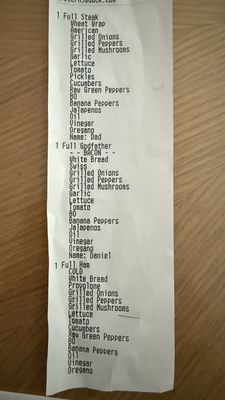 1 Full Steak
Wheat Wrap
American
Grilled Onions
Grilled Peppers
Grilled Mushrooms
Garlic
Lettuce
Tomato
Pickles
Cucumbers
Raw Green Peppers
BO
Banana Peppers
Jalapenos
Oil
Vinegar
Oregano
Name: Dad
1 Full Godfather
- - BACON - -
White Bread
Swiss
Grilled Onions
Grilled Peppers
Grilled Mushrooms
Garlic
Lettuce
Tomato
BO
Banana Peppers
Jalapenos
Oil
Vinegar
Oregano
Name: Daniel
1 Full Ham
COLD
White Bread
Provolone
Grilled Onions
Grilled Peppers
Grilled Mushrooms
Lettuce
Tomato
Cucumbers
Raw Green Peppers
BO
Banana Peppers
Oil
Vinegar
Oregano